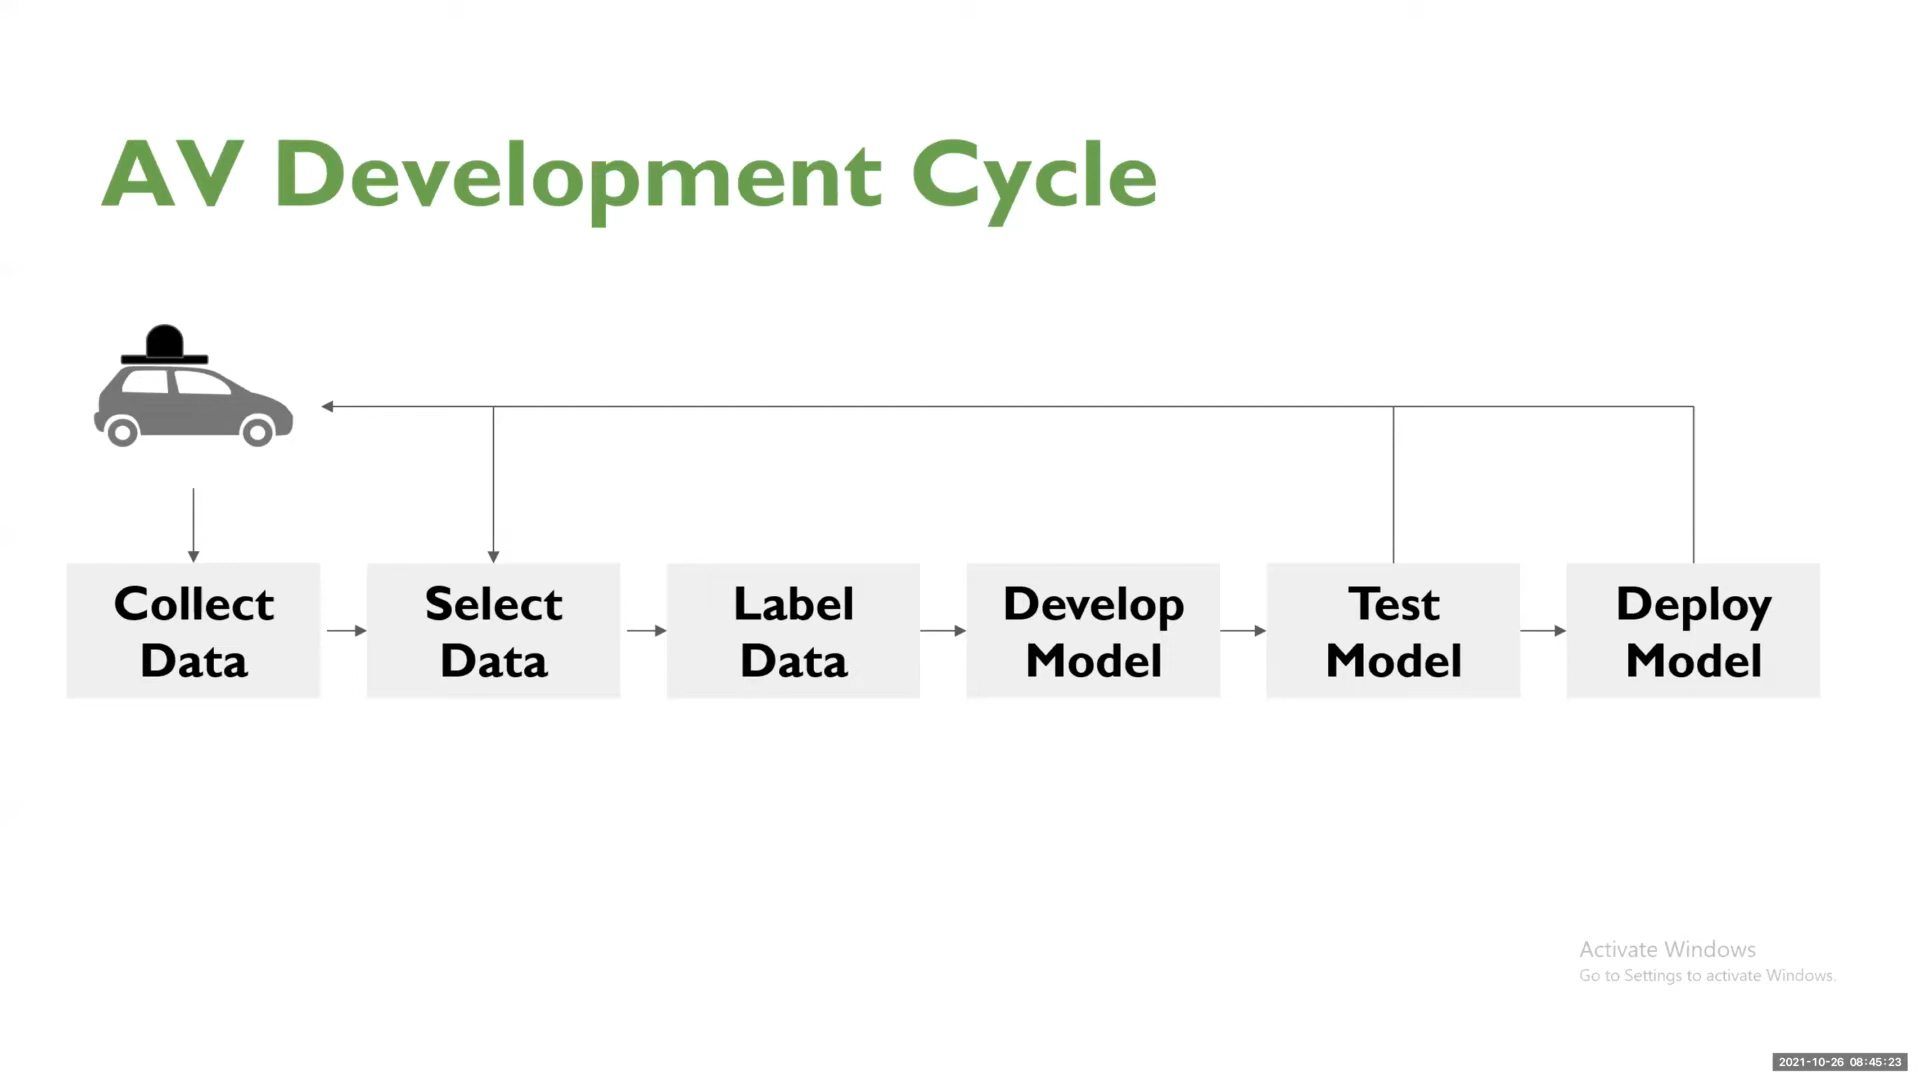 AV Development Cycle
Collect
Data
Select
Data
Label
Data
Develop
Model
Test
Model
Deploy
Model
Activate Windows
Go to Settings to activate Windows.
2021-10-26 08:45:23